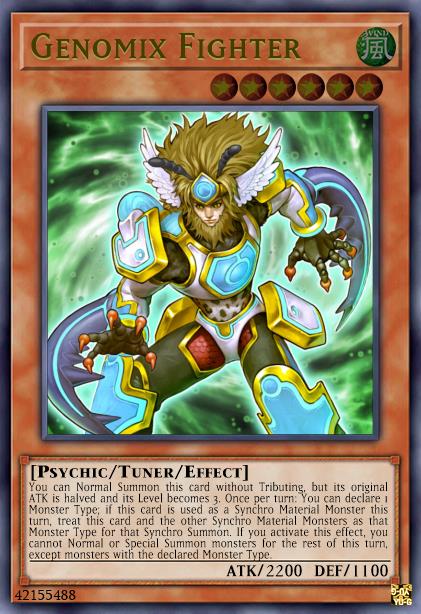 Genomix Fighter
WIND
風
[Psychic/Tuner/Effect]
You can Normal Summon this card without Tributing, but its original
ATK is halved and its Level becomes 3. Once per turn: You can declare 1
Monster Type; if this card is used as a Synchro Material Monster this
turn, treat this card and the other Synchro Material Monsters as that
Monster Type for that Synchro Summon. If you activate this effect, you
cannot Normal or Special Summon monsters for the rest of this turn,
except monsters with the declared Monster Type.
ATK/2200 DEF/1100
42155488